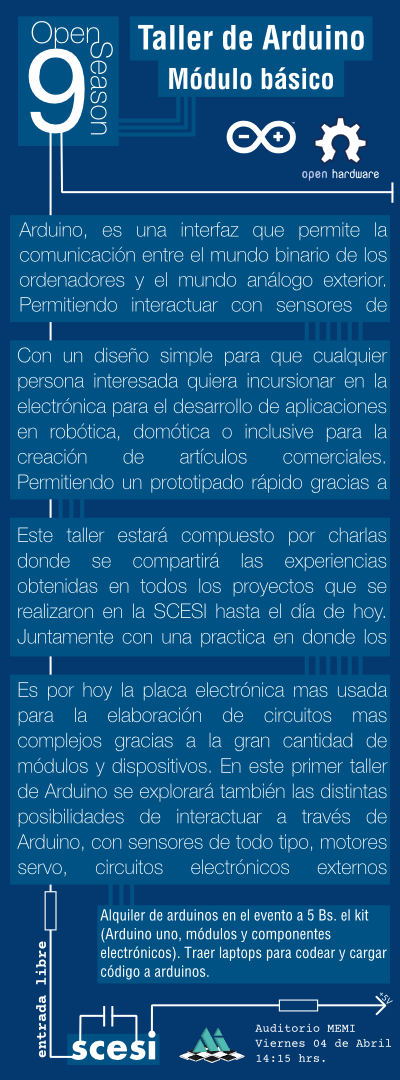 Open
Season
9
Taller de Arduino
Módulo básico
open hardware
Arduino, es una interfaz que permite la
comunicación entre el mundo binario de los
ordenadores y el mundo análogo exterior.
Permitiendo interactuar con sensores de
Con un diseño simple para que cualquier
persona interesada quiera incursionar en la
electrónica para el desarrollo de aplicaciones
en robótica, domótica o inclusive para la
creación de artículos comerciales.
Permitiendo un prototipado rápido gracias a
Este taller estará compuesto por charlas
donde se compartirá las experiencias
obtenidas en todos los proyectos que se
realizaron en la SCESI hasta el día de hoy.
Juntamente con una practica en donde los
Es por hoy la placa electrónica mas usada
para la elaboración de circuitos mas
complejos gracias a la gran cantidad de
módulos y dispositivos. En este primer taller
de Arduino se explorará también las distintas
posibilidades de interactuar a través de
Arduino, con sensores de todo tipo, motores
servo, circuitos electrónicos externos
Alquiler de arduinos en el evento a 5 Bs. el kit
(Arduino uno, módulos y componentes
electrónicos). Traer laptops para codear y cargar
código a arduinos.
entrada libre
scesi
+5V
Auditorio MEMI
Viernes 04 de Abril
14:15 hrs.